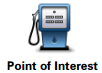 Point of Interest